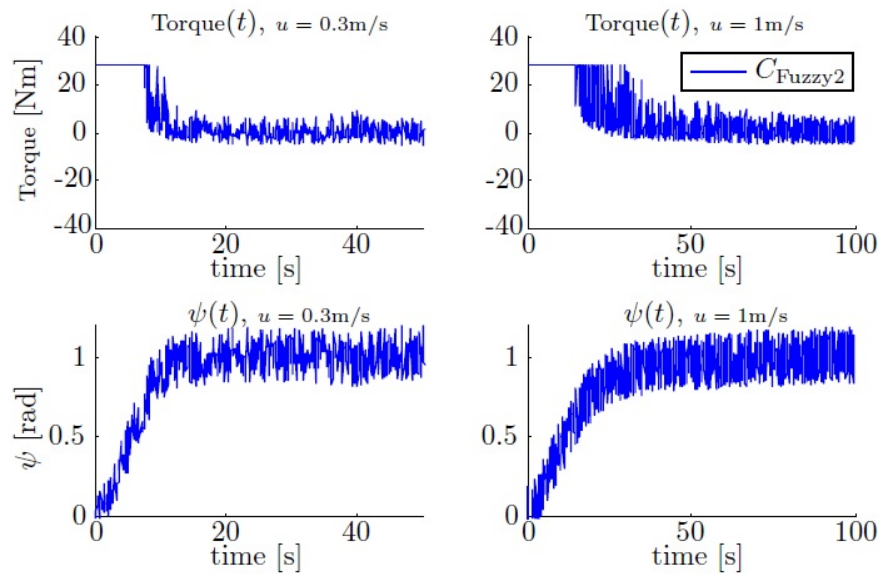 Torque(t), u = 0.3m/s
Torque(t), u = 1m/s
40
20
0
-20
-40
Torque [Nm]
0 20 40
time [s]
40
20
0
-20
-40
C_Fuzzy2
0 50 100
time [s]
ψ(t), u = 0.3m/s
ψ(t), u = 1m/s
1
0.5
0
ψ [rad]
0 20 40
time [s]
1
0.5
0
0 50 100
time [s]